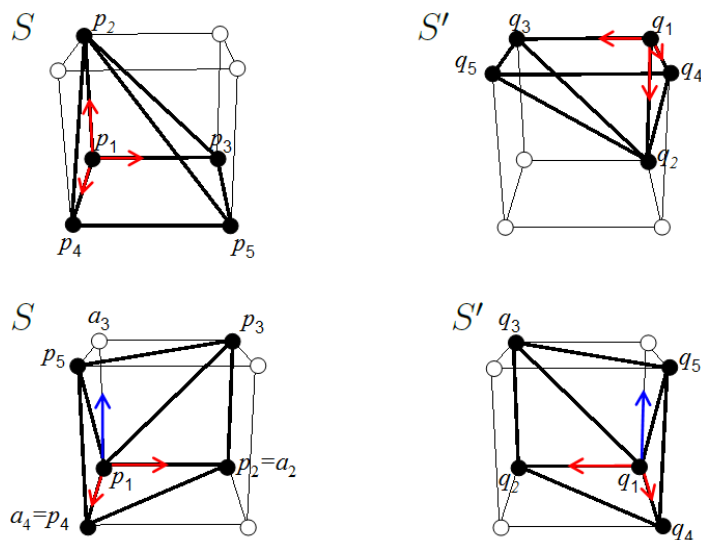 S
p₂
p₁
p₃
p₄
p₅
S′
q₃
q₁
q₅
q₄
q₂
S
a₃
p₃
p₅
p₁
p₂=a₂
a₄=p₄
S′
q₃
q₅
q₂
q₁
q₄